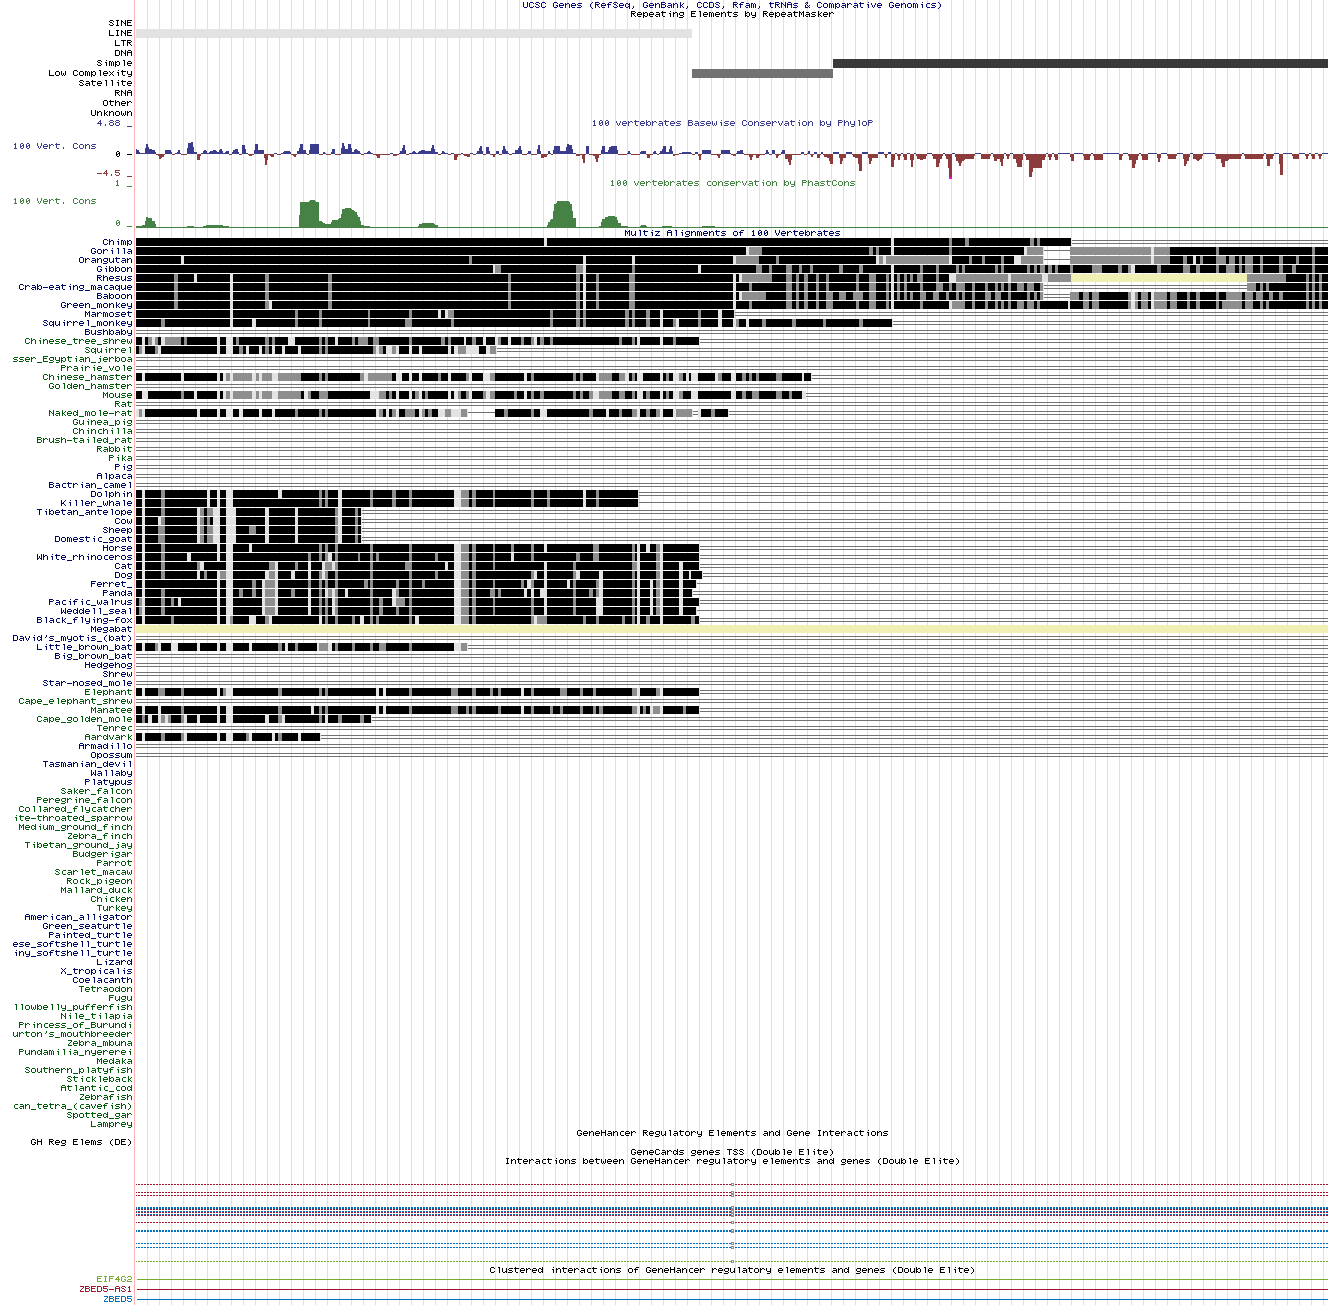 UCSC Genes (RefSeq, GenBank, CCDS, Rfam, tRNAs & Comparative Genomics)
Repeating Elements by RepeatMasker
SINE
LINE
LTR
DNA
Simple
Low Complexity
Satellite
RNA
Other
Unknown
4.88 _
100 vertebrates Basewise Conservation by PhyloP
100 Vert. Cons
0 _
-4.5 _
1 _
100 vertebrates conservation by PhastCons
100 Vert. Cons
0 _
Multiz Alignments of 100 Vertebrates
Chimp
Gorilla
Orangutan
Gibbon
Rhesus
Crab-eating_macaque
Baboon
Green_monkey
Marmoset
Squirrel_monkey
Bushbaby
Chinese_tree_shrew
Squirrel
sser_Egyptian_jerboa
Prairie_vole
Chinese_hamster
Golden_hamster
Mouse
Rat
Naked_mole-rat
Guinea_pig
Chinchilla
Brush-tailed_rat
Rabbit
Pika
Pig
Alpaca
Bactrian_camel
Dolphin
Killer_whale
Tibetan_antelope
Cow
Sheep
Domestic_goat
Horse
White_rhinoceros
Cat
Dog
Ferret_
Panda
Pacific_walrus
Weddell_seal
Black_flying-fox
Megabat
David's_myotis_(bat)
Little_brown_bat
Big_brown_bat
Hedgehog
Shrew
Star-nosed_mole
Elephant
Cape_elephant_shrew
Manatee
Cape_golden_mole
Tenrec
Aardvark
Armadillo
Opossum
Tasmanian_devil
Wallaby
Platypus
Saker_falcon
Peregrine_falcon
Collared_flycatcher
ite-throated_sparrow
Medium_ground_finch
Zebra_finch
Tibetan_ground_jay
Budgerigar
Parrot
Scarlet_macaw
Rock_pigeon
Mallard_duck
Chicken
Turkey
American_alligator
Green_seaturtle
Painted_turtle
ese_softshell_turtle
iny_softshell_turtle
Lizard
X_tropicalis
Coelacanth
Tetraodon
Fugu
llowbelly_pufferfish
Nile_tilapia
Princess_of_Burundi
urton's_mouthbreeder
Zebra_mbuna
Pundamilia_nyererei
Medaka
Southern_platyfish
Stickleback
Atlantic_cod
Zebrafish
can_tetra_(cavefish)
Spotted_gar
Lamprey
GeneHancer Regulatory Elements and Gene Interactions
GH Reg Elems (DE)
GeneCards genes TSS (Double Elite)
Interactions between GeneHancer regulatory elements and genes (Double Elite)
Clustered interactions of GeneHancer regulatory elements and genes (Double Elite)
EIF4G2
ZBED5-AS1
ZBED5